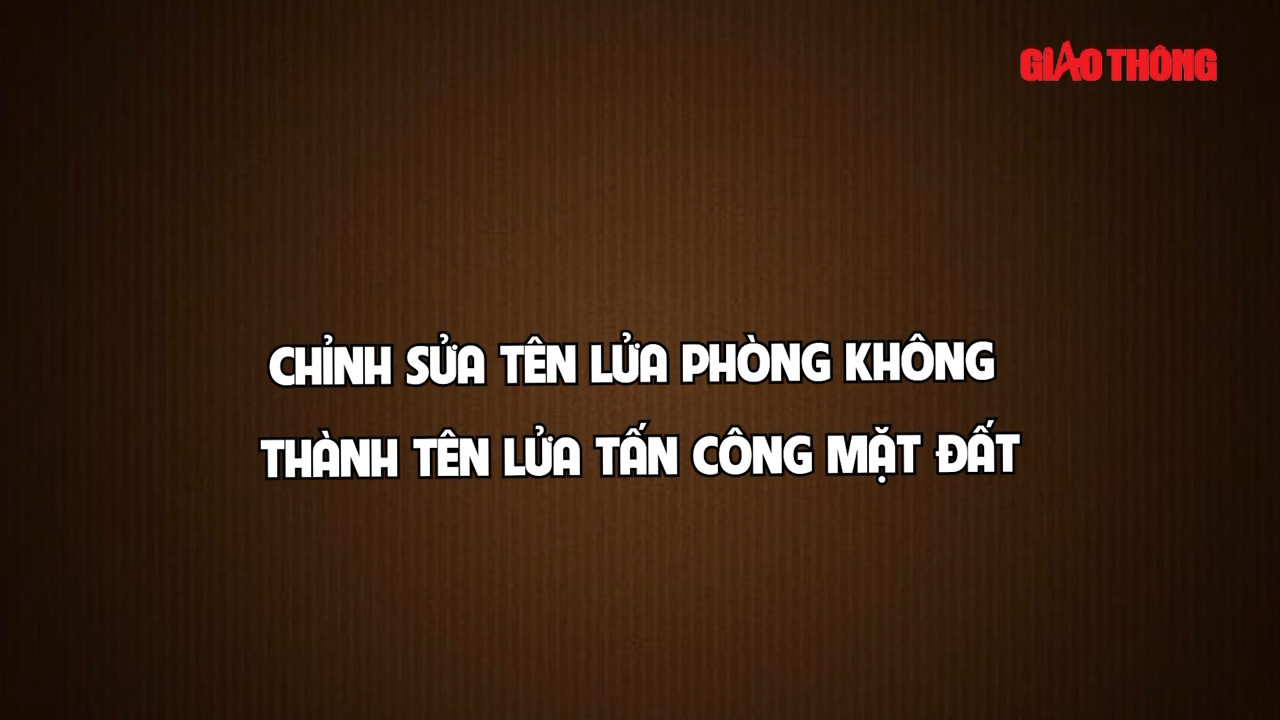 GIAO THÔNG
CHỈNH SỬA TÊN LỬA PHÒNG KHÔNG
THÀNH TÊN LỬA TẤN CÔNG MẶT ĐẤT